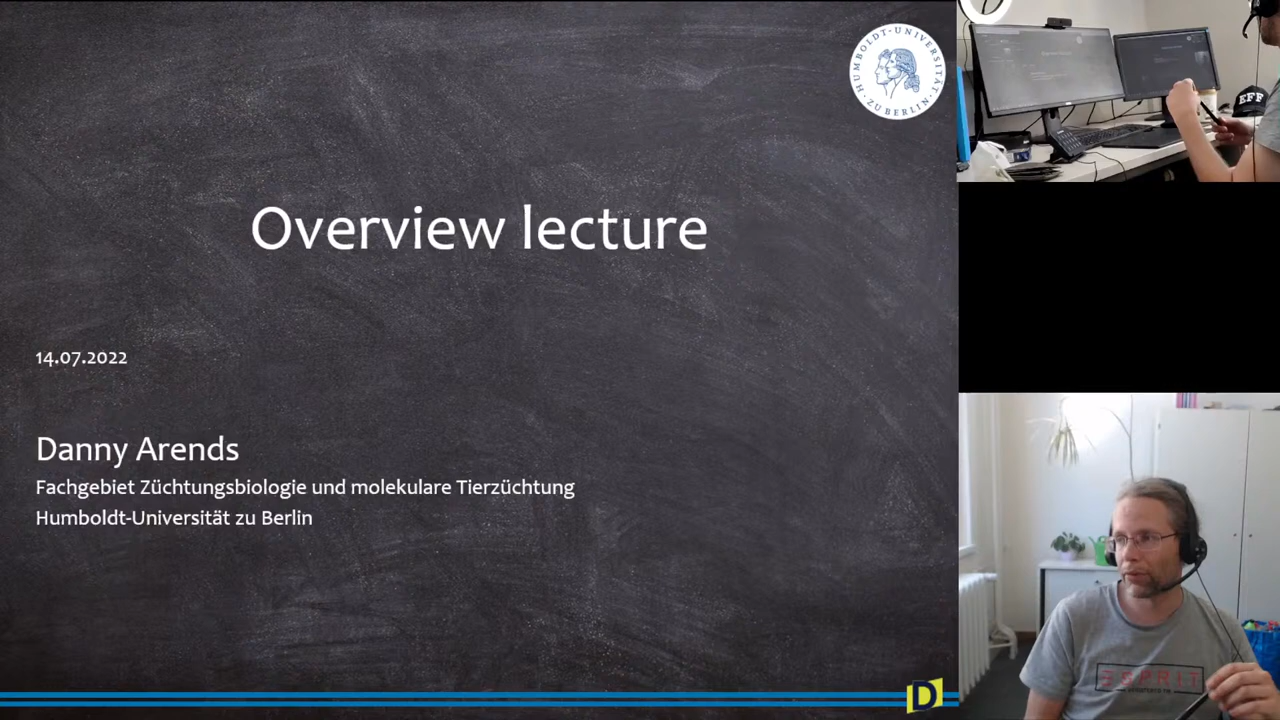 HUMBOLDT-UNIVERSITÄT ZU BERLIN
Overview lecture
14.07.2022
Danny Arends
Fachgebiet Züchtungsbiologie und molekulare Tierzüchtung
Humboldt-Universität zu Berlin
D
EFF
ESPRIT